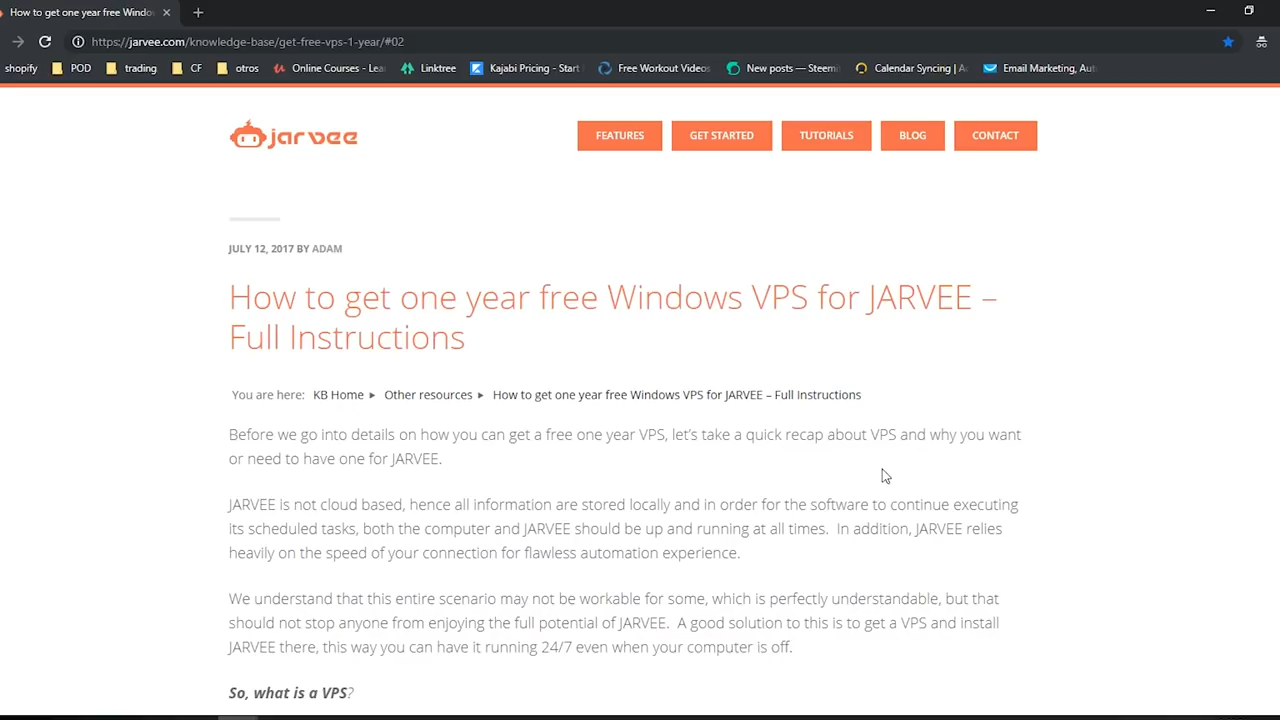 How to get one year free Windo
https://jarvee.com/knowledge-base/get-free-vps-1-year/#02
shopify POD trading CF otros Online Courses - Lea Linktree Kajabi Pricing - Start Free Workout Videos New posts — Steem Calendar Syncing | A Email Marketing, Aut
jarvee FEATURES GET STARTED TUTORIALS BLOG CONTACT
JULY 12, 2017 BY ADAM
How to get one year free Windows VPS for JARVEE –
Full Instructions
You are here: KB Home ▸ Other resources ▸ How to get one year free Windows VPS for JARVEE – Full Instructions
Before we go into details on how you can get a free one year VPS, let's take a quick recap about VPS and why you want
or need to have one for JARVEE.
JARVEE is not cloud based, hence all information are stored locally and in order for the software to continue executing
its scheduled tasks, both the computer and JARVEE should be up and running at all times. In addition, JARVEE relies
heavily on the speed of your connection for flawless automation experience.
We understand that this entire scenario may not be workable for some, which is perfectly understandable, but that
should not stop anyone from enjoying the full potential of JARVEE. A good solution to this is to get a VPS and install
JARVEE there, this way you can have it running 24/7 even when your computer is off.
So, what is a VPS?